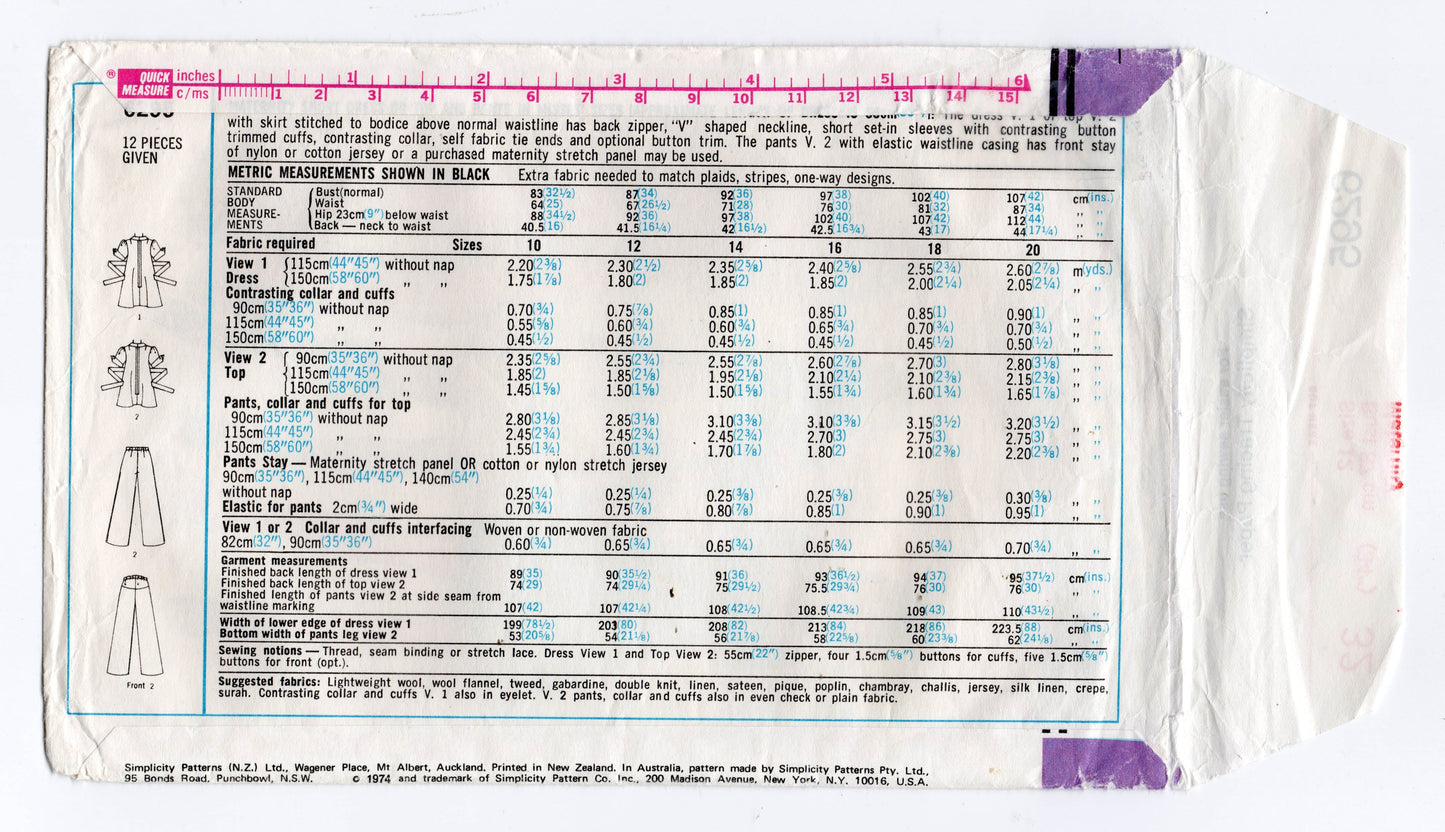 ® QUICK MEASURE inches 1 2 3 4 5 6
c/ms 1 2 3 4 5 6 7 8 9 10 11 12 13 14 15
12 PIECES
GIVEN
with skirt stitched to bodice above normal waistline has back zipper, "V" shaped neckline, short set-in sleeves with contrasting button
trimmed cuffs, contrasting collar, self fabric tie ends and optional button trim. The pants V. 2 with elastic waistline casing has front stay
of nylon or cotton jersey or a purchased maternity stretch panel may be used.
METRIC MEASUREMENTS SHOWN IN BLACK Extra fabric needed to match plaids, stripes, one-way designs.
STANDARD Bust(normal) 83(32½) 87(34) 92(36) 97(38) 102(40) 107(42) cm(ins.)
BODY Waist 64(25) 67(26½) 71(28) 76(30) 81(32) 87(34) ,, ,,
MEASURE- Hip 23cm(9") below waist 88(34½) 92(36) 97(38) 102(40) 107(42) 112(44) ,, ,,
MENTS Back — neck to waist 40.5(16) 41.5(16¼) 42(16½) 42.5(16¾) 43(17) 44(17¼) ,, ,,
Fabric required Sizes 10 12 14 16 18 20
View 1 115cm(44"45") without nap 2.20(2⅜) 2.30(2½) 2.35(2⅝) 2.40(2⅝) 2.55(2¾) 2.60(2⅞) m(yds.)
Dress 150cm(58"60") ,, ,, 1.75(1⅞) 1.80(2) 1.85(2) 1.85(2) 2.00(2¼) 2.05(2¼) ,, ,,
Contrasting collar and cuffs
90cm(35"36") without nap 0.70(¾) 0.75(⅞) 0.85(1) 0.85(1) 0.85(1) 0.90(1) ,, ,,
115cm(44"45") ,, ,, 0.55(⅝) 0.60(¾) 0.60(¾) 0.65(¾) 0.70(¾) 0.70(¾) ,, ,,
150cm(58"60") ,, ,, 0.45(½) 0.45(½) 0.45(½) 0.45(½) 0.45(½) 0.50(½) ,, ,,
View 2 90cm(35"36") without nap 2.35(2⅝) 2.55(2¾) 2.55(2⅞) 2.60(2⅞) 2.70(3) 2.80(3⅛) ,, ,,
Top 115cm(44"45") ,, ,, 1.85(2) 1.85(2⅛) 1.95(2⅛) 2.10(2¼) 2.10(2⅜) 2.15(2⅜) ,, ,,
150cm(58"60") ,, ,, 1.45(1⅝) 1.50(1⅝) 1.50(1⅝) 1.55(1¾) 1.60(1¾) 1.65(1⅞) ,, ,,
Pants, collar and cuffs for top
90cm(35"36") without nap 2.80(3⅛) 2.85(3⅛) 3.10(3⅜) 3.10(3⅜) 3.15(3½) 3.20(3½) ,, ,,
115cm(44"45") ,, ,, 2.45(2¾) 2.45(2¾) 2.45(2¾) 2.70(3) 2.75(3) 2.75(3) ,, ,,
150cm(58"60") ,, ,, 1.55(1¾) 1.60(1¾) 1.70(1⅞) 1.80(2) 2.10(2⅜) 2.20(2⅜) ,, ,,
Pants Stay — Maternity stretch panel OR cotton or nylon stretch jersey
90cm(35"36"), 115cm(44"45"), 140cm(54")
without nap 0.25(¼) 0.25(¼) 0.25(⅜) 0.25(⅜) 0.25(⅜) 0.30(⅜) ,, ,,
Elastic for pants 2cm(¾") wide 0.70(¾) 0.75(⅞) 0.80(⅞) 0.85(1) 0.90(1) 0.95(1) ,, ,,
View 1 or 2 Collar and cuffs interfacing Woven or non-woven fabric
82cm(32"), 90cm(35"36") 0.60(¾) 0.65(¾) 0.65(¾) 0.65(¾) 0.65(¾) 0.70(¾) ,, ,,
Garment measurements
Finished back length of dress view 1 89(35) 90(35½) 91(36) 93(36½) 94(37) 95(37½) cm(ins.)
Finished back length of top view 2 74(29) 74(29¼) 75(29½) 75.5(29¾) 76(30) 76(30) ,, ,,
Finished length of pants view 2 at side seam from
waistline marking 107(42) 107(42¼) 108(42½) 108.5(42¾) 109(43) 110(43½) ,, ,,
Width of lower edge of dress view 1 199(78½) 203(80) 208(82) 213(84) 218(86) 223.5(88) cm(ins.)
Bottom width of pants leg view 2 53(20⅝) 54(21⅛) 56(21⅞) 58(22⅝) 60(23⅜) 62(24⅛) ,, ,,
Sewing notions — Thread, seam binding or stretch lace. Dress View 1 and Top View 2: 55cm(22") zipper, four 1.5cm(⅝") buttons for cuffs, five 1.5cm(⅝")
buttons for front (opt.).
Suggested fabrics: Lightweight wool, wool flannel, tweed, gabardine, double knit, linen, sateen, pique, poplin, chambray, challis, jersey, silk linen, crepe,
surah. Contrasting collar and cuffs V. 1 also in eyelet. V. 2 pants, collar and cuffs also in even check or plain fabric.
1
2
2
Front 2
Simplicity Patterns (N.Z.) Ltd., Wagener Place, Mt Albert, Auckland. Printed in New Zealand. In Australia, pattern made by Simplicity Patterns Pty. Ltd.,
95 Bonds Road, Punchbowl, N.S.W. © 1974 and trademark of Simplicity Pattern Co. Inc., 200 Madison Avenue, New York, N.Y. 10016, U.S.A.